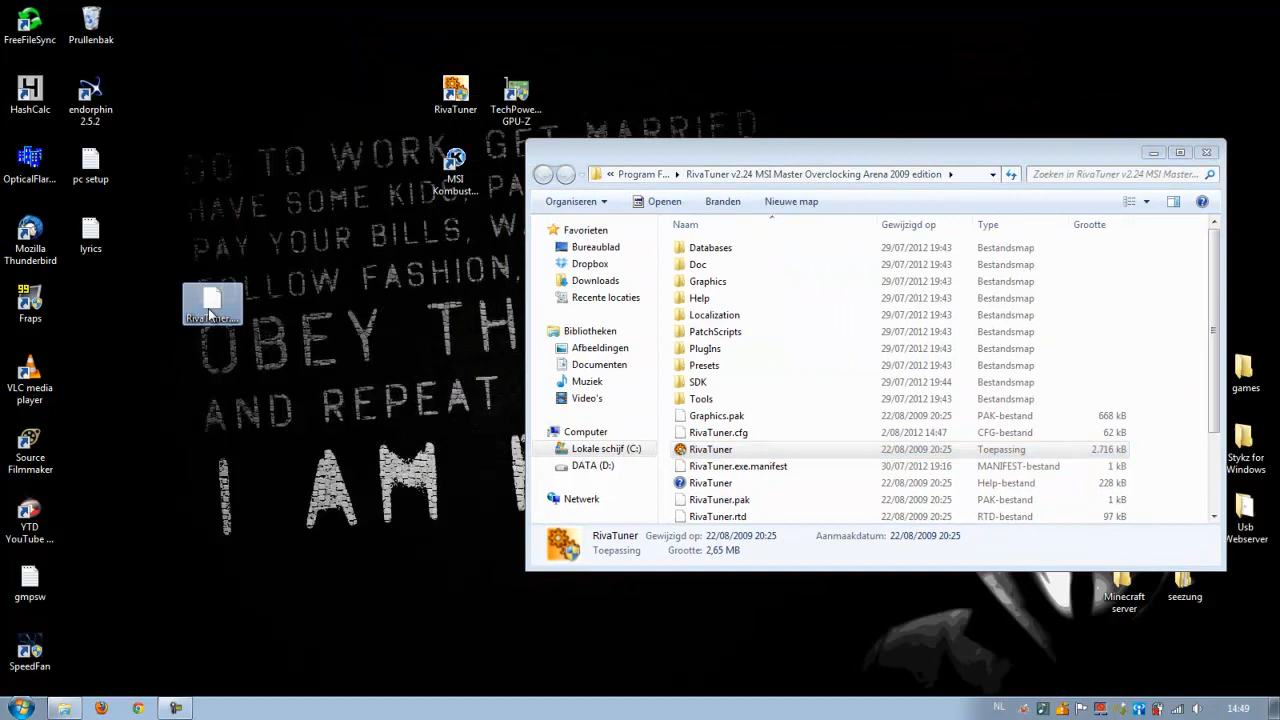 FreeFileSync
Prullenbak
HashCalc
endorphin
2.5.2
OpticalFlar...
pc setup
Mozilla
Thunderbird
lyrics
99
Fraps
VLC media
player
Source
Filmmaker
YTD
YouTube ...
gmpsw
SpeedFan
RivaTuner
TechPowe...
GPU-Z
MSI
Kombust...
RivaTuner....
GO TO WORK, GET MARRIED
HAVE SOME KIDS, PA
PAY YOUR BILLS, W
FOLLOW FASHION,
OBEY TH
AND REPEAT
I AM
« Program F... ▸ RivaTuner v2.24 MSI Master Overclocking Arena 2009 edition ▸
Zoeken in RivaTuner v2.24 MSI Master...
Organiseren Openen Branden Nieuwe map
Naam Gewijzigd op Type Grootte
Favorieten
Bureaublad
Dropbox
Downloads
Recente locaties
Bibliotheken
Afbeeldingen
Documenten
Muziek
Video's
Computer
Lokale schijf (C:)
DATA (D:)
Netwerk
Databases 29/07/2012 19:43 Bestandsmap
Doc 29/07/2012 19:43 Bestandsmap
Graphics 29/07/2012 19:43 Bestandsmap
Help 29/07/2012 19:43 Bestandsmap
Localization 29/07/2012 19:43 Bestandsmap
PatchScripts 29/07/2012 19:43 Bestandsmap
PlugIns 29/07/2012 19:43 Bestandsmap
Presets 29/07/2012 19:43 Bestandsmap
SDK 29/07/2012 19:44 Bestandsmap
Tools 29/07/2012 19:43 Bestandsmap
Graphics.pak 22/08/2009 20:25 PAK-bestand 668 kB
RivaTuner.cfg 2/08/2012 14:47 CFG-bestand 62 kB
RivaTuner 22/08/2009 20:25 Toepassing 2.716 kB
RivaTuner.exe.manifest 30/07/2012 19:16 MANIFEST-bestand 1 kB
RivaTuner 22/08/2009 20:25 Help-bestand 228 kB
RivaTuner.pak 22/08/2009 20:25 PAK-bestand 1 kB
RivaTuner.rtd 22/08/2009 20:25 RTD-bestand 97 kB
RivaTuner Gewijzigd op: 22/08/2009 20:25 Aanmaakdatum: 22/08/2009 20:25
Toepassing Grootte: 2,65 MB
games
Stykz for
Windows
Usb
Webserver
Minecraft
server
seezung
NL
14:49